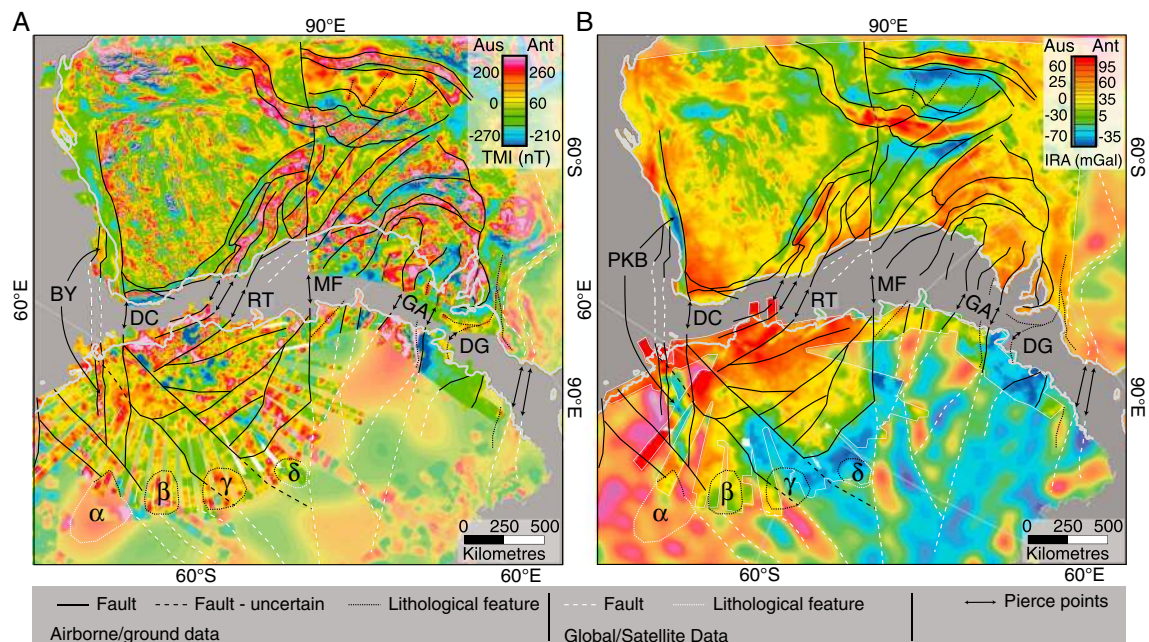 A
90°E
B
90°E
Aus Ant
200 260
0 60
-270 -210
TMI (nT)
Aus Ant
60 95
25 60
0 35
-30 5
-70 -35
IRA (mGal)
60°S
60°S
BY
DC
RT
MF
GA
DG
PKB
DC
RT
MF
GA
DG
60°E
60°E
90°E
90°E
α
β
γ
δ
α
β
γ
δ
0 250 500
Kilometres
0 250 500
Kilometres
60°S
60°E
60°S
60°E
Fault
Fault - uncertain
Lithological feature
Fault
Lithological feature
Pierce points
Airborne/ground data
Global/Satellite Data